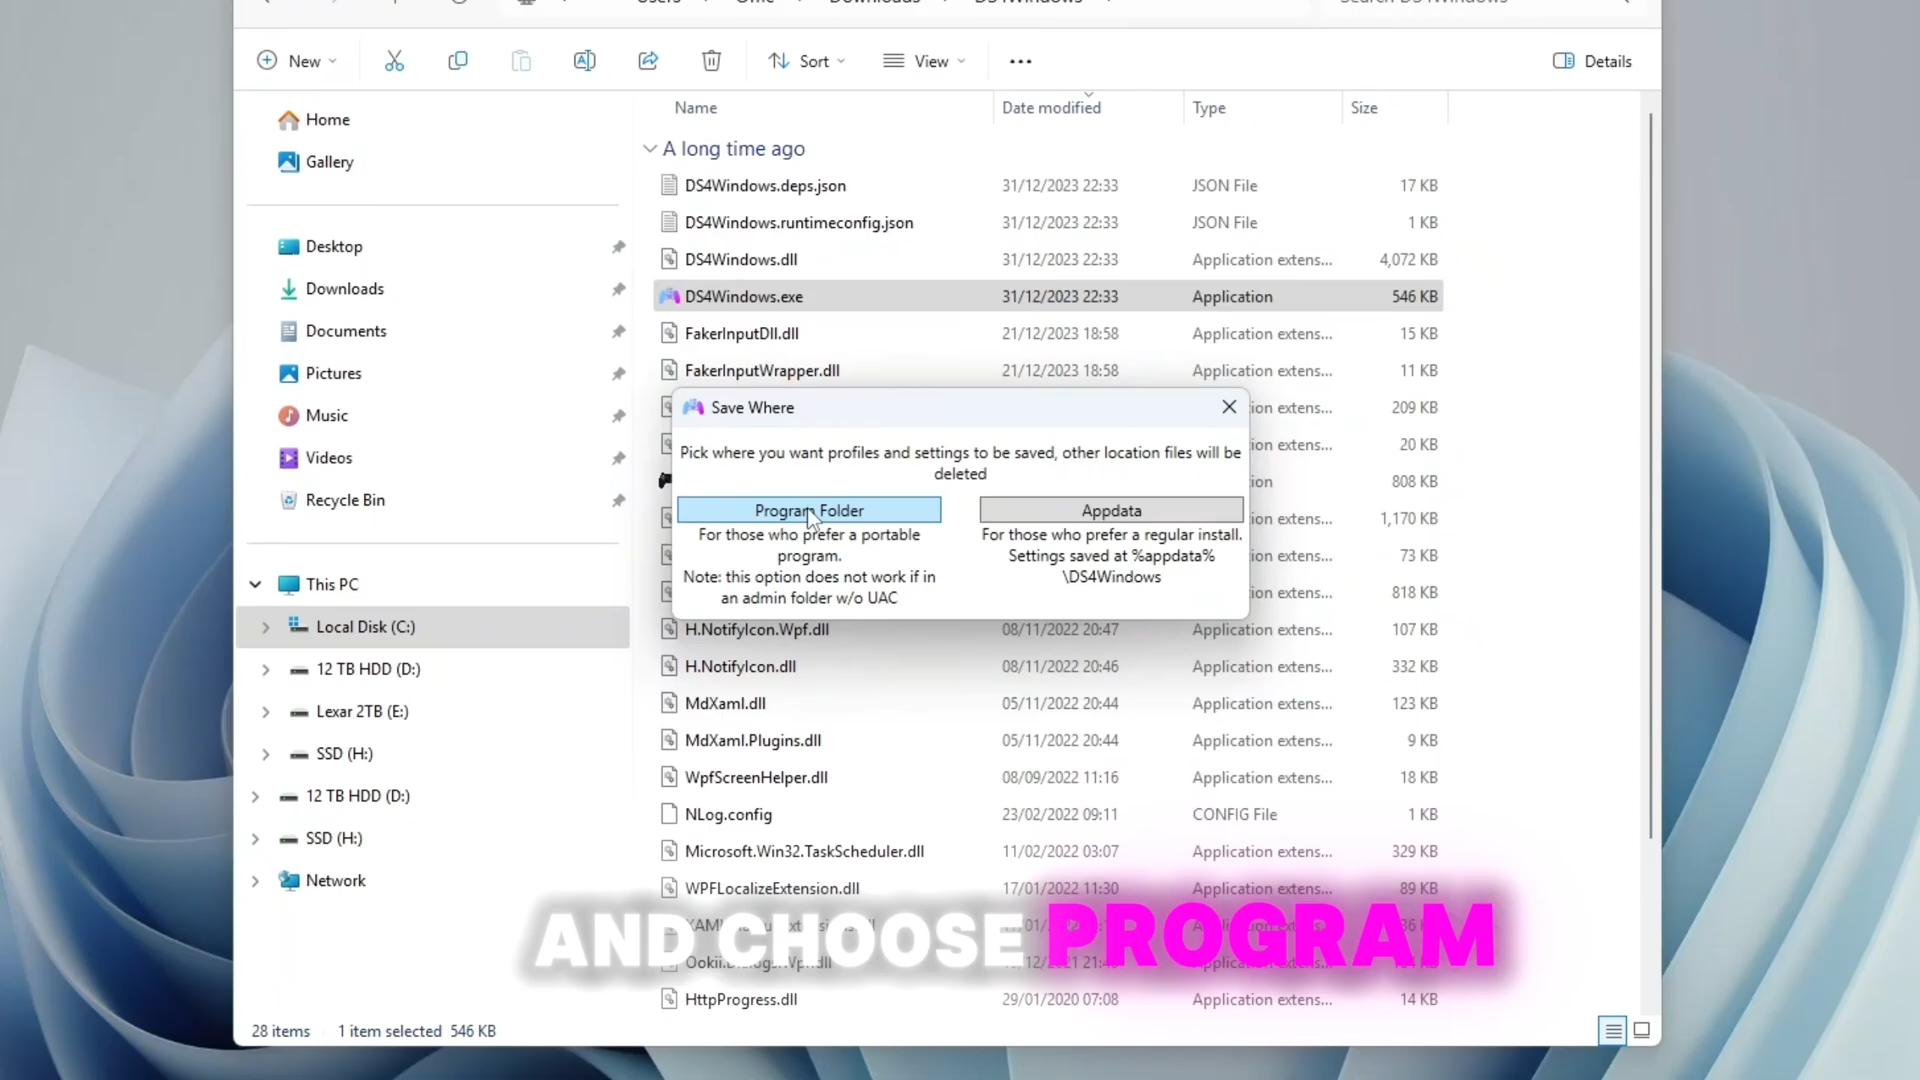 Users Downloads DS4Windows Search DS4Windows
New Sort View Details
Name Date modified Type Size
Home
Gallery
Desktop
Downloads
Documents
Pictures
Music
Videos
Recycle Bin
This PC
Local Disk (C:)
12 TB HDD (D:)
Lexar 2TB (E:)
SSD (H:)
12 TB HDD (D:)
SSD (H:)
Network
A long time ago
DS4Windows.deps.json 31/12/2023 22:33 JSON File 17 KB
DS4Windows.runtimeconfig.json 31/12/2023 22:33 JSON File 1 KB
DS4Windows.dll 31/12/2023 22:33 Application extens... 4,072 KB
DS4Windows.exe 31/12/2023 22:33 Application 546 KB
FakerInputDll.dll 21/12/2023 18:58 Application extens... 15 KB
FakerInputWrapper.dll 21/12/2023 18:58 Application extens... 11 KB
ion extens... 209 KB
ion extens... 20 KB
ion 808 KB
ion extens... 1,170 KB
ion extens... 73 KB
ion extens... 818 KB
Save Where
Pick where you want profiles and settings to be saved, other location files will be
deleted
Program Folder
For those who prefer a portable
program.
Note: this option does not work if in
an admin folder w/o UAC
Appdata
For those who prefer a regular install.
Settings saved at %appdata%
\DS4Windows
H.NotifyIcon.Wpf.dll 08/11/2022 20:47 Application extens... 107 KB
H.NotifyIcon.dll 08/11/2022 20:46 Application extens... 332 KB
MdXaml.dll 05/11/2022 20:44 Application extens... 123 KB
MdXaml.Plugins.dll 05/11/2022 20:44 Application extens... 9 KB
WpfScreenHelper.dll 08/09/2022 11:16 Application extens... 18 KB
NLog.config 23/02/2022 09:11 CONFIG File 1 KB
Microsoft.Win32.TaskScheduler.dll 11/02/2022 03:07 Application extens... 329 KB
WPFLocalizeExtension.dll 17/01/2022 11:30 Application extens... 89 KB
AND CHOOSE PROGRAM
HttpProgress.dll 29/01/2020 07:08 Application extens... 14 KB
28 items 1 item selected 546 KB